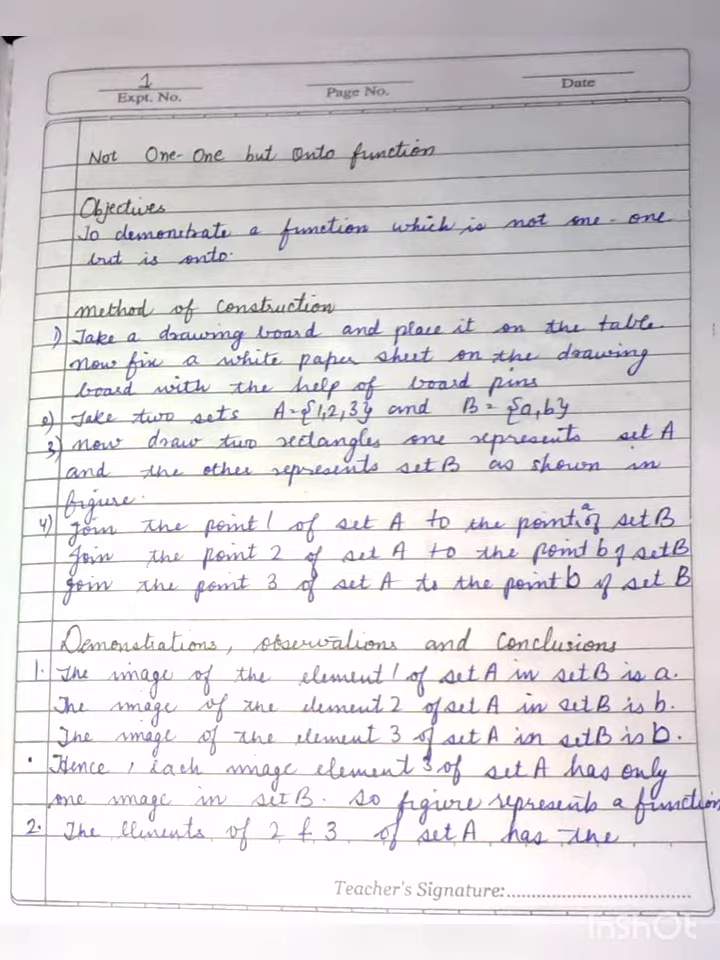 1
Expt. No.
Page No.
Date
Not One-One but Onto function
Objectives
To demonstrate a function which is not one-one
but is onto.
Method of Construction
1) Take a drawing board and place it on the table.
Now fix a white paper sheet on the drawing
board with the help of board pins
2) Take two sets A={1,2,3} and B={a,b}
3) Now draw two rectangles one represents set A
and the other represents set B as shown in
figure.
4) Join the point 1 of set A to the point a of set B
Join the point 2 of set A to the point b of set B
Join the point 3 of set A to the point b of set B
Demonstrations, observations and Conclusions
1. The image of the element 1 of set A in set B is a.
The image of the element 2 of set A in set B is b.
The image of the element 3 of set A in set B is b.
• Hence, each image element 3 of set A has only
one image in set B. So figure represents a function
2. The elements of 2 & 3 of set A has the
Teacher's Signature:
InShOt